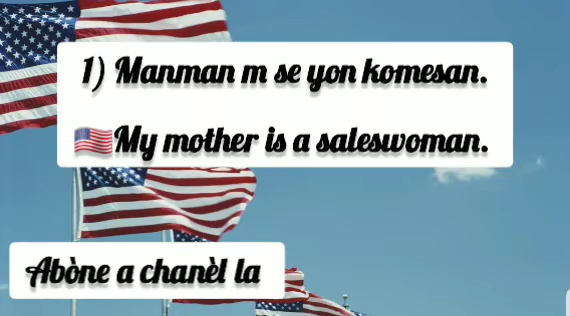 1) Manman m se yon komesan.
🇺🇸My mother is a saleswoman.
Abòne a chanèl la